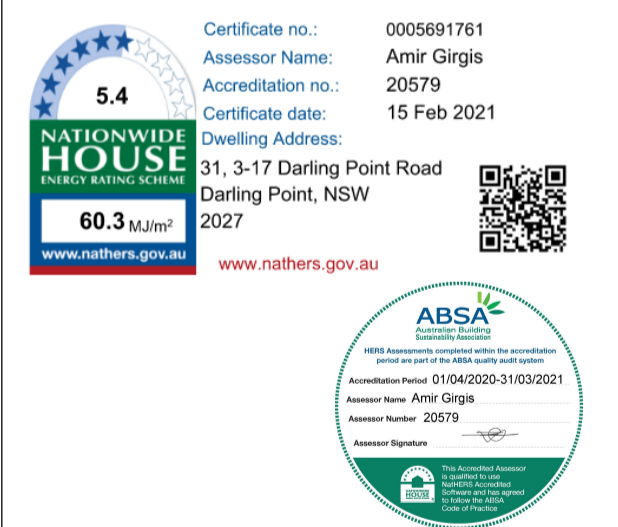 5.4
NATIONWIDE
HOUSE
ENERGY RATING SCHEME
60.3 MJ/m²
www.nathers.gov.au
Certificate no.: 0005691761
Assessor Name: Amir Girgis
Accreditation no.: 20579
Certificate date: 15 Feb 2021
Dwelling Address:
31, 3-17 Darling Point Road
Darling Point, NSW
2027
www.nathers.gov.au
ABSA
Australian Building
Sustainability Association
HERS Assessments completed within the accreditation
period are part of the ABSA quality audit system
Accreditation Period 01/04/2020-31/03/2021
Assessor Name Amir Girgis
Assessor Number 20579
Assessor Signature
NATIONWIDE
HOUSE
This Accredited Assessor
is qualified to use
NatHERS Accredited
Software and has agreed
to follow the ABSA
Code of Practice